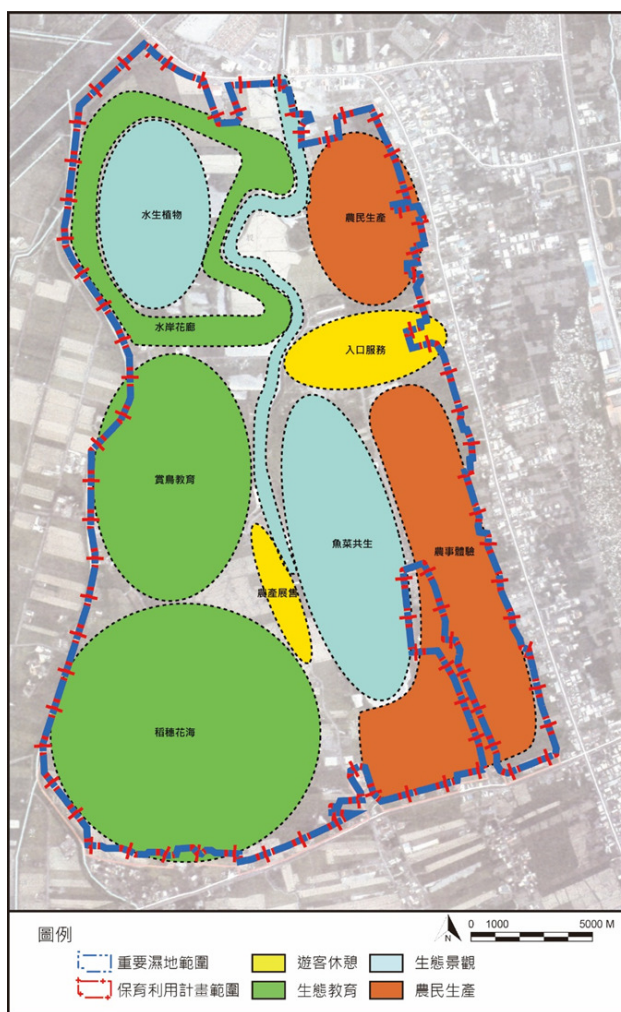 水生植物
農民生產
水岸花廊
入口服務
賞鳥教育
魚菜共生
農事體驗
農產展售
稻穗花海
圖例
N
0 1000 5000 M
重要濕地範圍
遊客休憩
生態景觀
保育利用計畫範圍
生態教育
農民生產